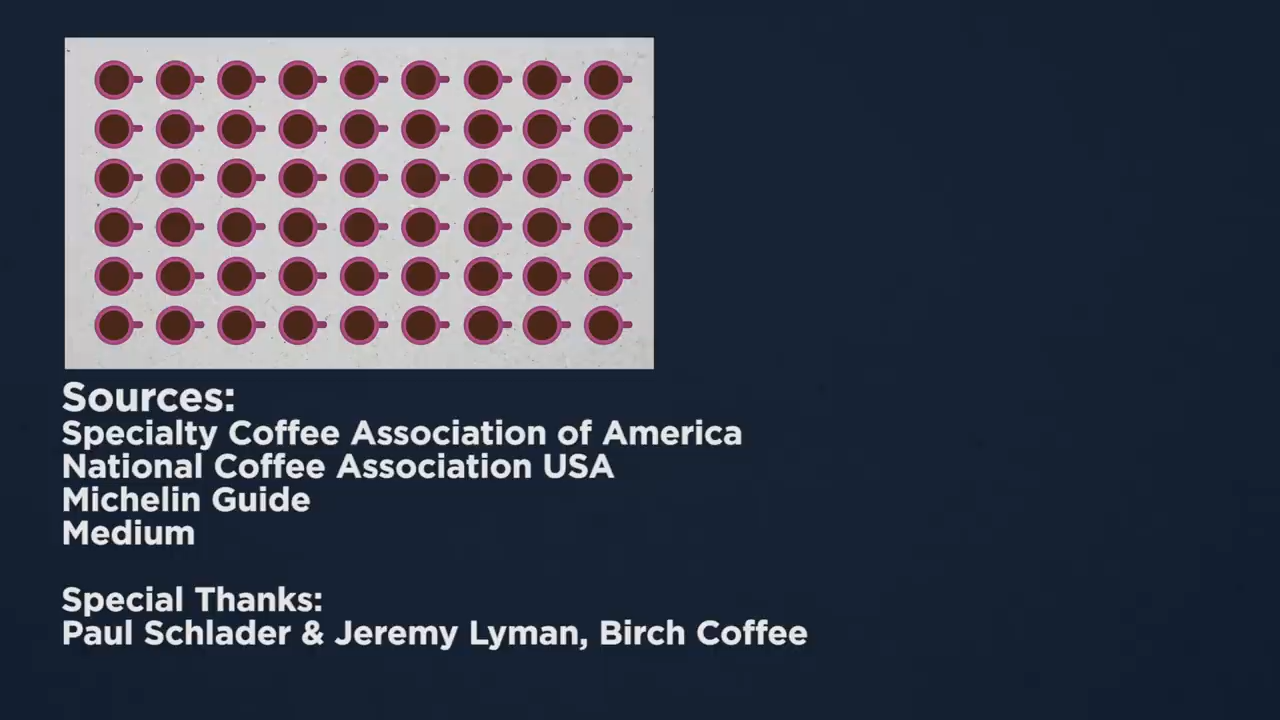 Sources:
Specialty Coffee Association of America
National Coffee Association USA
Michelin Guide
Medium
Special Thanks:
Paul Schlader & Jeremy Lyman, Birch Coffee